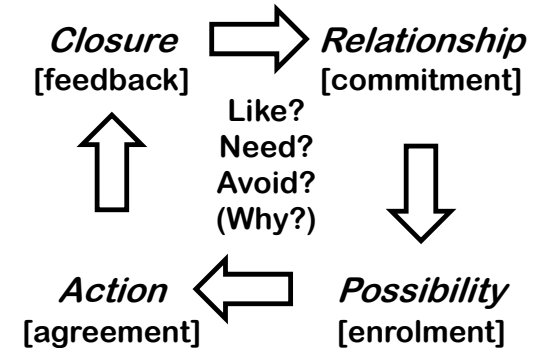 Closure
[feedback]
Relationship
[commitment]
Like?
Need?
Avoid?
(Why?)
Action
[agreement]
Possibility
[enrolment]